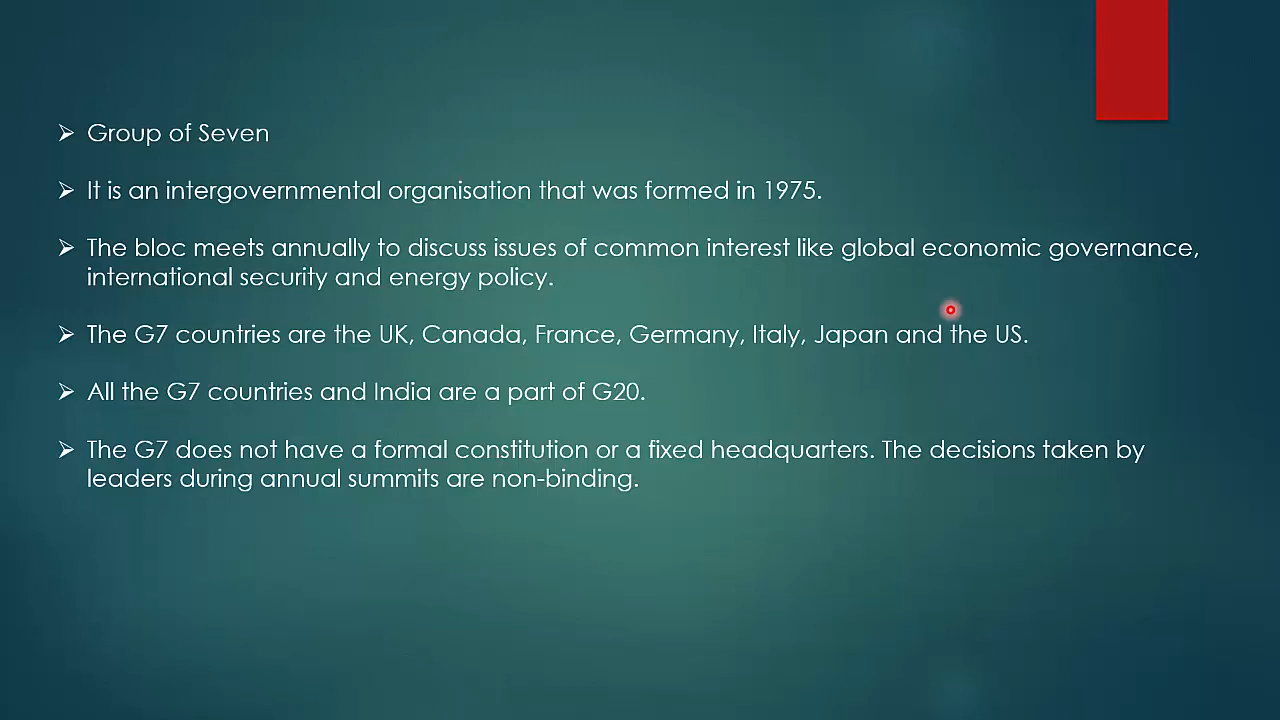 Group of Seven
It is an intergovernmental organisation that was formed in 1975.
The bloc meets annually to discuss issues of common interest like global economic governance,
international security and energy policy.
The G7 countries are the UK, Canada, France, Germany, Italy, Japan and the US.
All the G7 countries and India are a part of G20.
The G7 does not have a formal constitution or a fixed headquarters. The decisions taken by
leaders during annual summits are non-binding.